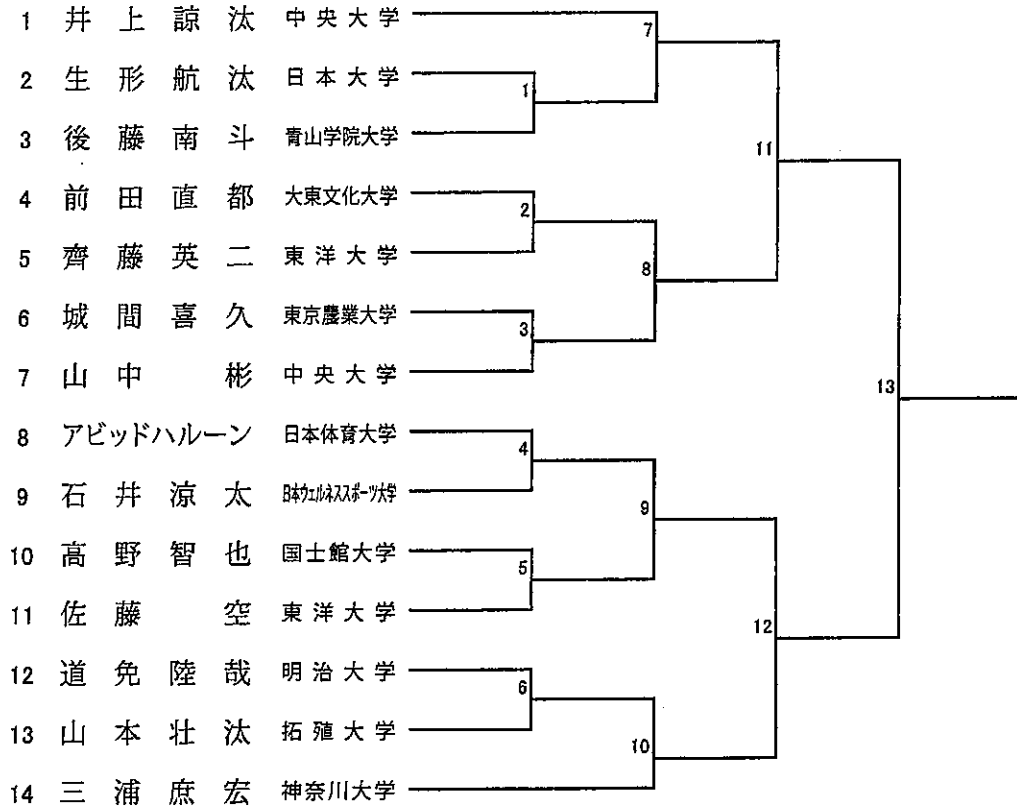 1 井上諒汰 中央大学
2 生形航汰 日本大学
3 後藤南斗 青山学院大学
4 前田直都 大東文化大学
5 齊藤英二 東洋大学
6 城間喜久 東京農業大学
7 山中 彬 中央大学
8 アビッドハルーン 日本体育大学
9 石井涼太 日本ウェルネススポーツ大学
10 高野智也 国士館大学
11 佐藤 空 東洋大学
12 道免陸哉 明治大学
13 山本壮汰 拓殖大学
14 三浦庶宏 神奈川大学
1
2
3
4
5
6
7
8
9
10
11
12
13